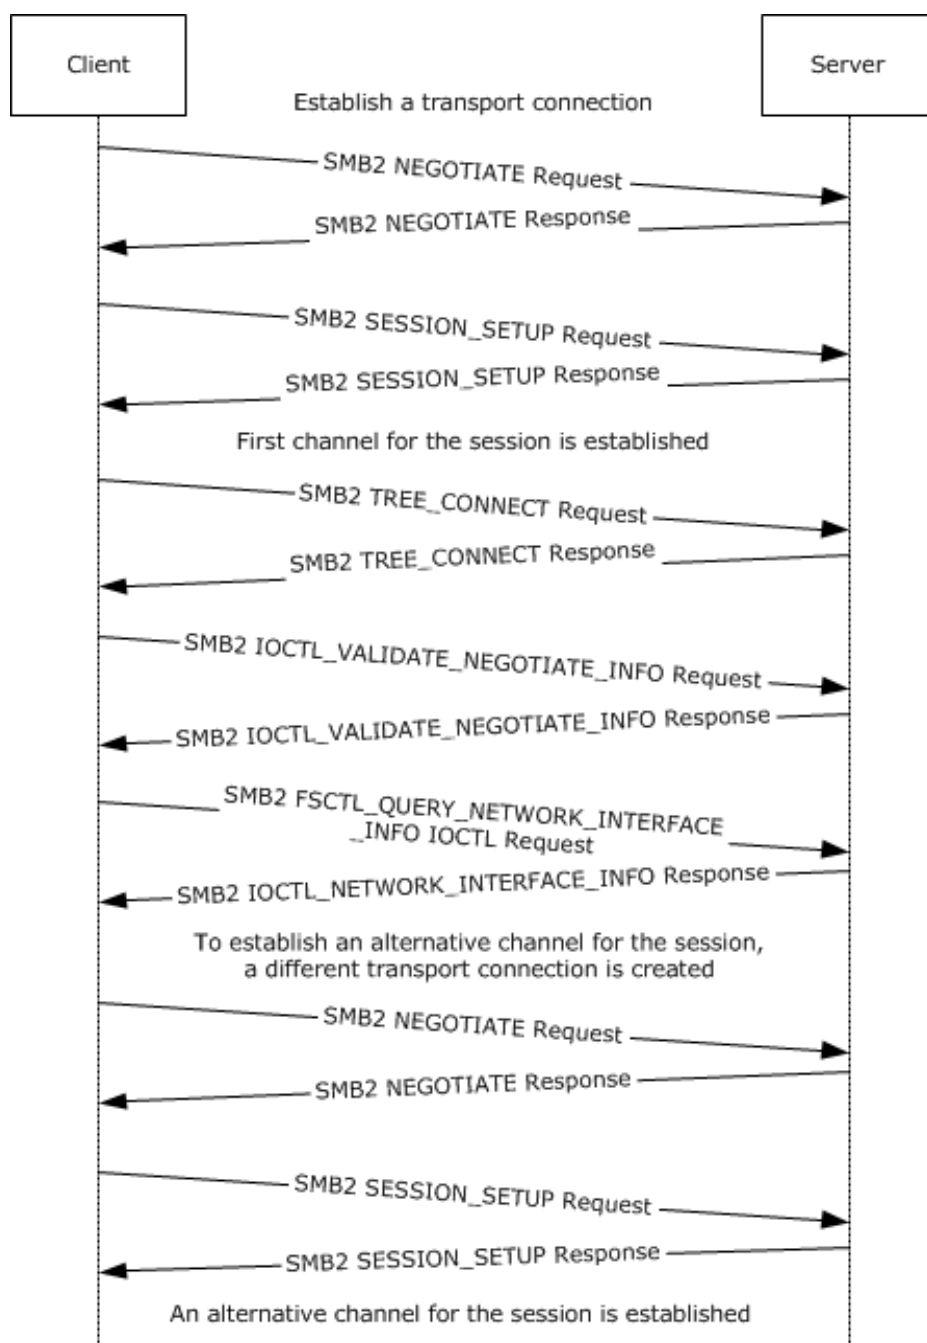 Client
Server
Establish a transport connection
SMB2 NEGOTIATE Request
SMB2 NEGOTIATE Response
SMB2 SESSION_SETUP Request
SMB2 SESSION_SETUP Response
First channel for the session is established
SMB2 TREE_CONNECT Request
SMB2 TREE_CONNECT Response
SMB2 IOCTL_VALIDATE_NEGOTIATE_INFO Request
SMB2 IOCTL_VALIDATE_NEGOTIATE_INFO Response
SMB2 FSCTL_QUERY_NETWORK_INTERFACE
_INFO IOCTL Request
SMB2 IOCTL_NETWORK_INTERFACE_INFO Response
To establish an alternative channel for the session,
a different transport connection is created
SMB2 NEGOTIATE Request
SMB2 NEGOTIATE Response
SMB2 SESSION_SETUP Request
SMB2 SESSION_SETUP Response
An alternative channel for the session is established